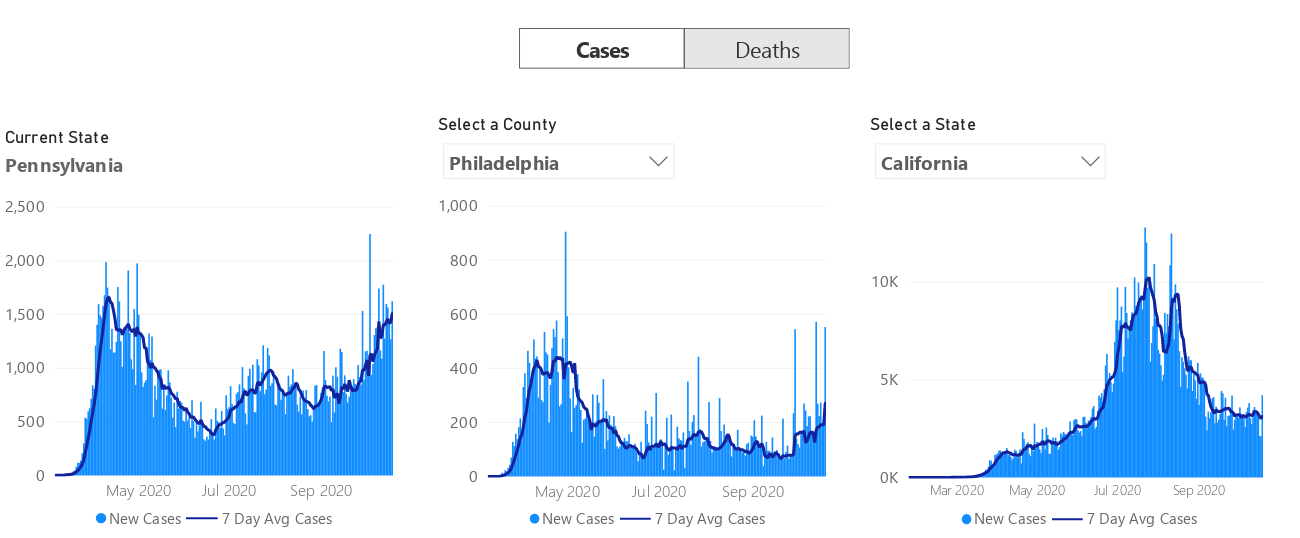 Cases Deaths
Current State
Pennsylvania
2,500
2,000
1,500
1,000
500
0
May 2020 Jul 2020 Sep 2020
New Cases 7 Day Avg Cases
Select a County
Philadelphia
1,000
800
600
400
200
0
May 2020 Jul 2020 Sep 2020
New Cases 7 Day Avg Cases
Select a State
California
10K
5K
0K
Mar 2020 May 2020 Jul 2020 Sep 2020
New Cases 7 Day Avg Cases